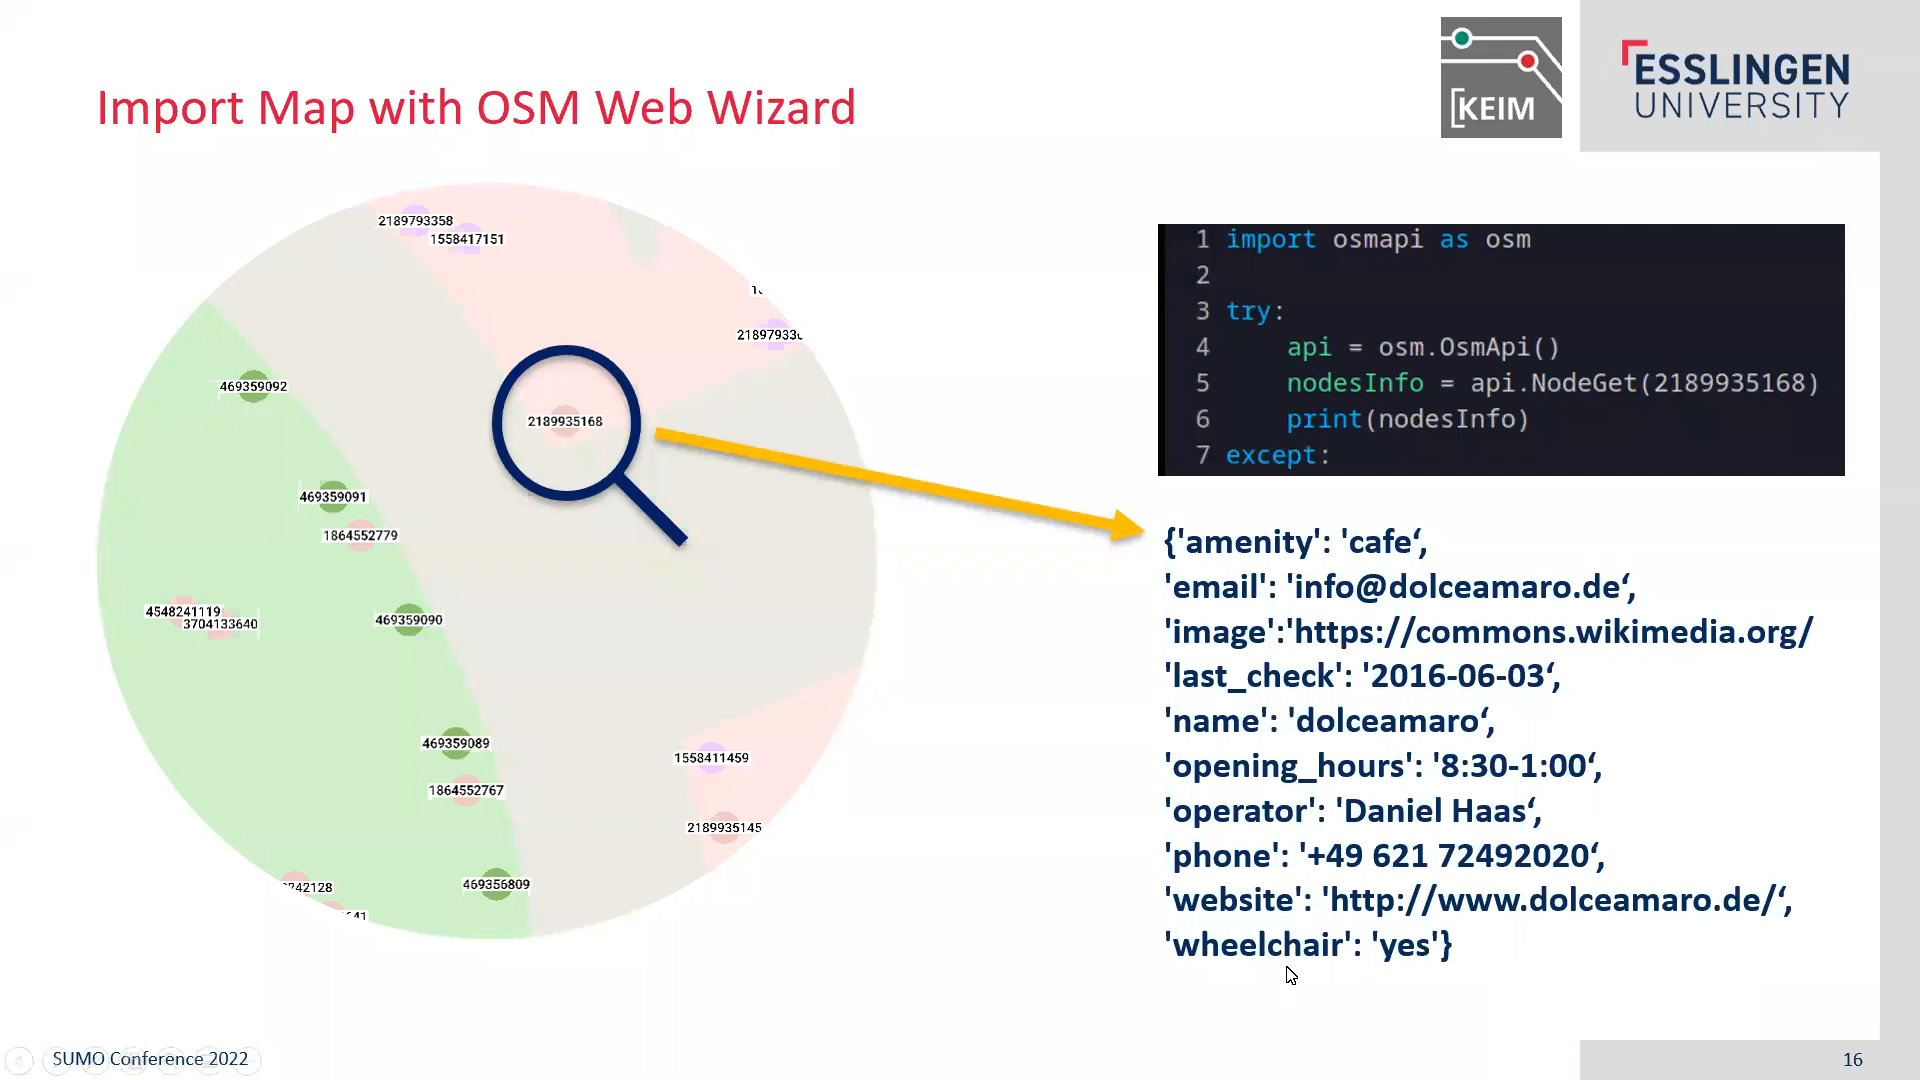 Import Map with OSM Web Wizard
[KEIM
ESSLINGEN
UNIVERSITY
2189793358
1558417151
469359092
2189935168
469359091
1864552779
4548241119
3704133640
469359090
469359089
1864552767
1558411459
2189935145
469356809
1 import osmapi as osm
2
3 try:
4 api = osm.OsmApi()
5 nodesInfo = api.NodeGet(2189935168)
6 print(nodesInfo)
7 except:
{'amenity': 'cafe‘,
'email': 'info@dolceamaro.de‘,
'image':'https://commons.wikimedia.org/
'last_check': '2016-06-03‘,
'name': 'dolceamaro‘,
'opening_hours': '8:30-1:00‘,
'operator': 'Daniel Haas‘,
'phone': '+49 621 72492020‘,
'website': 'http://www.dolceamaro.de/‘,
'wheelchair': 'yes'}
SUMO Conference 2022
16